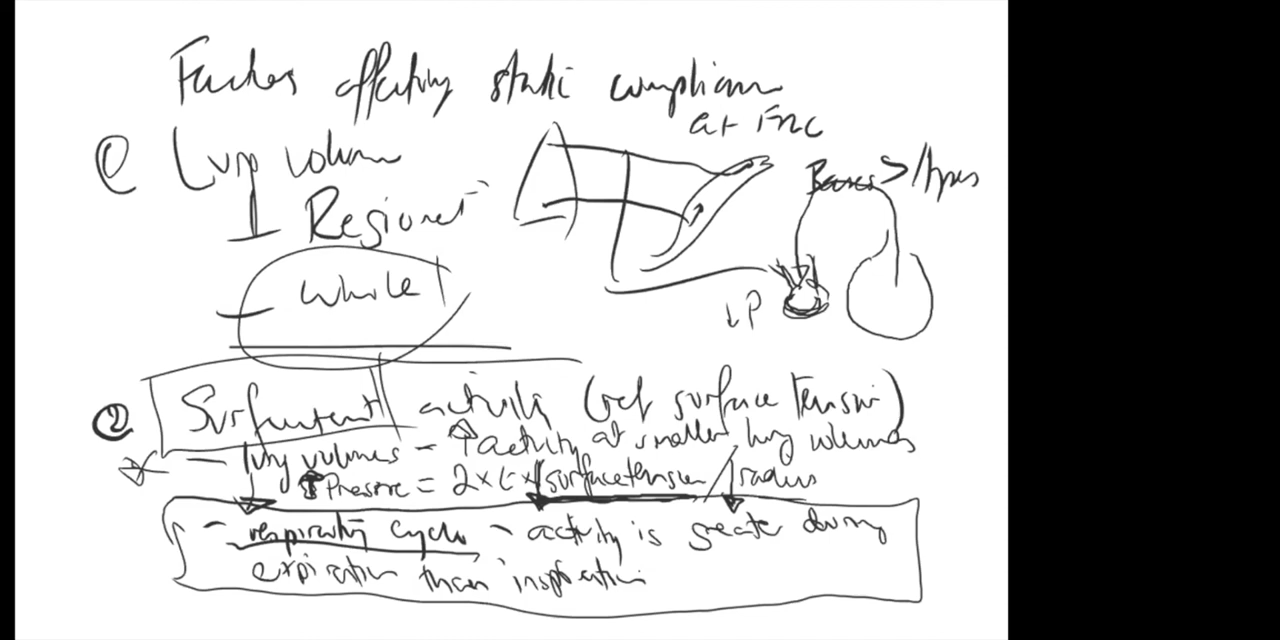 Factors affecting static compliance
at FRC
① Lung volume
Bases > Apex
Regional
- Whole
↓P
② Surfactant activity (ref surface tension)
* - lung volumes - ↑ activity at smaller lung volumes
↑ Pressure = 2 × t × surface tension / radius
- respiratory cycle - activity is greater during
expiration than inspiration